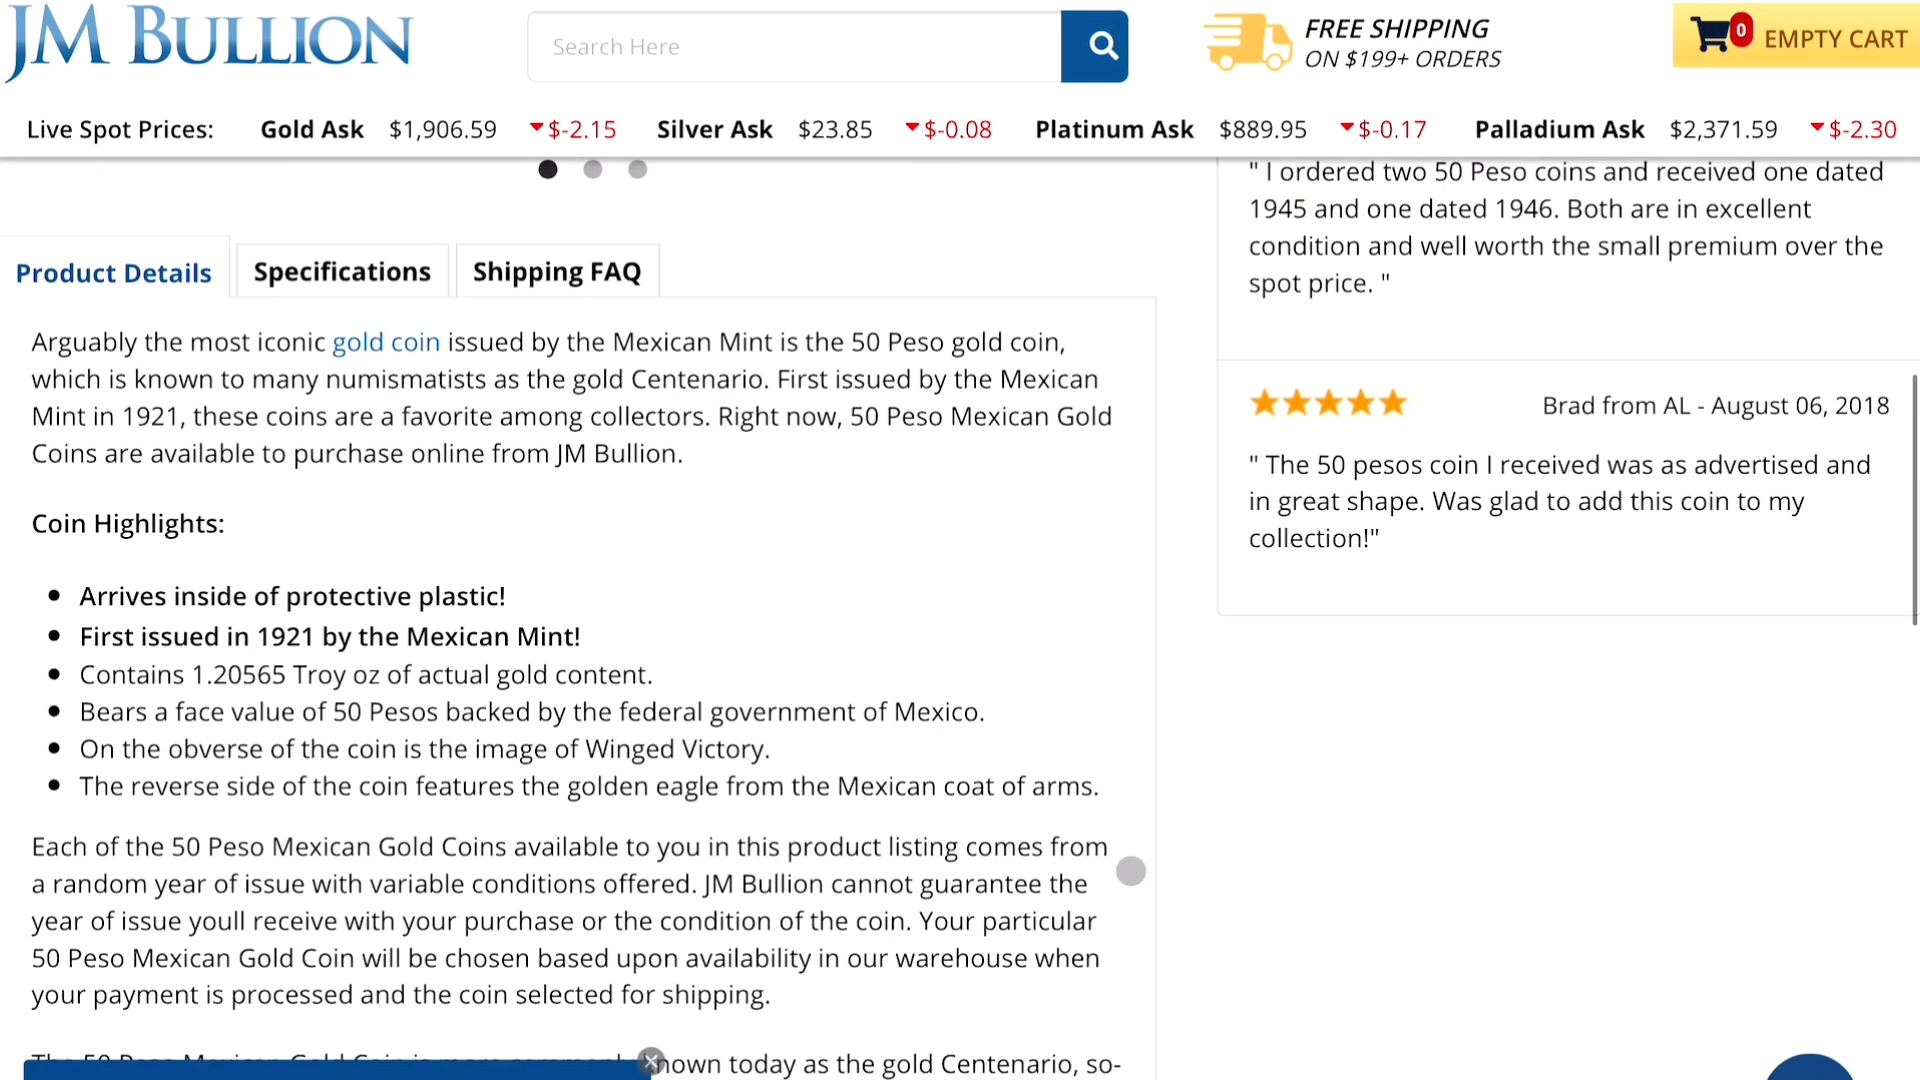 JM BULLION
Search Here
FREE SHIPPING
ON $199+ ORDERS
0
EMPTY CART
Live Spot Prices: Gold Ask $1,906.59 $-2.15 Silver Ask $23.85 $-0.08 Platinum Ask $889.95 $-0.17 Palladium Ask $2,371.59 $-2.30
Product Details
Specifications
Shipping FAQ
Arguably the most iconic gold coin issued by the Mexican Mint is the 50 Peso gold coin,
which is known to many numismatists as the gold Centenario. First issued by the Mexican
Mint in 1921, these coins are a favorite among collectors. Right now, 50 Peso Mexican Gold
Coins are available to purchase online from JM Bullion.
Coin Highlights:
Arrives inside of protective plastic!
First issued in 1921 by the Mexican Mint!
Contains 1.20565 Troy oz of actual gold content.
Bears a face value of 50 Pesos backed by the federal government of Mexico.
On the obverse of the coin is the image of Winged Victory.
The reverse side of the coin features the golden eagle from the Mexican coat of arms.
Each of the 50 Peso Mexican Gold Coins available to you in this product listing comes from
a random year of issue with variable conditions offered. JM Bullion cannot guarantee the
year of issue youll receive with your purchase or the condition of the coin. Your particular
50 Peso Mexican Gold Coin will be chosen based upon availability in our warehouse when
your payment is processed and the coin selected for shipping.
The 50 Peso Mexican Gold Coin is more commonly known today as the gold Centenario, so-
" I ordered two 50 Peso coins and received one dated
1945 and one dated 1946. Both are in excellent
condition and well worth the small premium over the
spot price. "
Brad from AL - August 06, 2018
" The 50 pesos coin I received was as advertised and
in great shape. Was glad to add this coin to my
collection!"